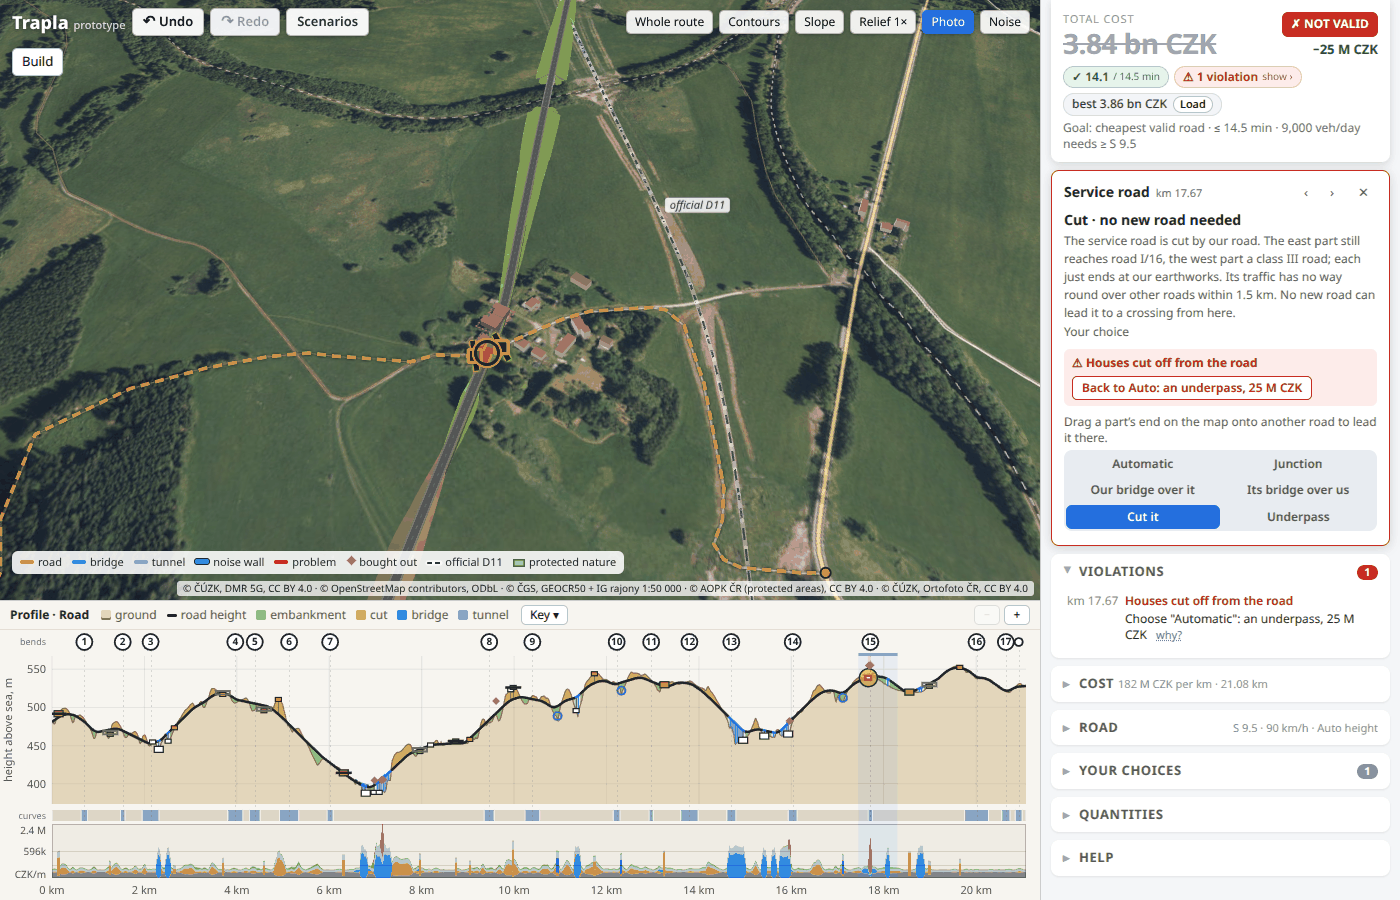 Trapla prototype
↶ Undo
↷ Redo
Scenarios
Whole route
Contours
Slope
Relief 1×
Photo
Noise
Build
official D11
road
bridge
tunnel
noise wall
problem
bought out
official D11
protected nature
© ČÚZK, DMR 5G, CC BY 4.0 · © OpenStreetMap contributors, ODbL · © ČGS, GEOCR50 + IG rajony 1:50 000 · © AOPK ČR (protected areas), CC BY 4.0 · © ČÚZK, Ortofoto ČR, CC BY 4.0
Profile · Road
ground
road height
embankment
cut
bridge
tunnel
Key ▾
−
+
bends
1 2 3 4 5 6 7 8 9 10 11 12 13 14 15 16 17
height above sea, m
550
500
450
400
curves
2.4 M
596k
CZK/m
0 km 2 km 4 km 6 km 8 km 10 km 12 km 14 km 16 km 18 km 20 km
TOTAL COST
✗ NOT VALID
3.84 bn CZK
−25 M CZK
✓ 14.1 / 14.5 min
⚠ 1 violation show ›
best 3.86 bn CZK Load
Goal: cheapest valid road · ≤ 14.5 min · 9,000 veh/day
needs ≥ S 9.5
Service road km 17.67
‹ › ✕
Cut · no new road needed
The service road is cut by our road. The east part still
reaches road I/16, the west part a class III road; each
just ends at our earthworks. Its traffic has no way
round over other roads within 1.5 km. No new road can
lead it to a crossing from here.
Your choice
⚠ Houses cut off from the road
Back to Auto: an underpass, 25 M CZK
Drag a part's end on the map onto another road to lead
it there.
Automatic
Junction
Our bridge over it
Its bridge over us
Cut it
Underpass
▼ VIOLATIONS 1
km 17.67 Houses cut off from the road
Choose "Automatic": an underpass, 25 M
CZK why?
▶ COST 182 M CZK per km · 21.08 km
▶ ROAD S 9.5 · 90 km/h · Auto height
▶ YOUR CHOICES 1
▶ QUANTITIES
▶ HELP